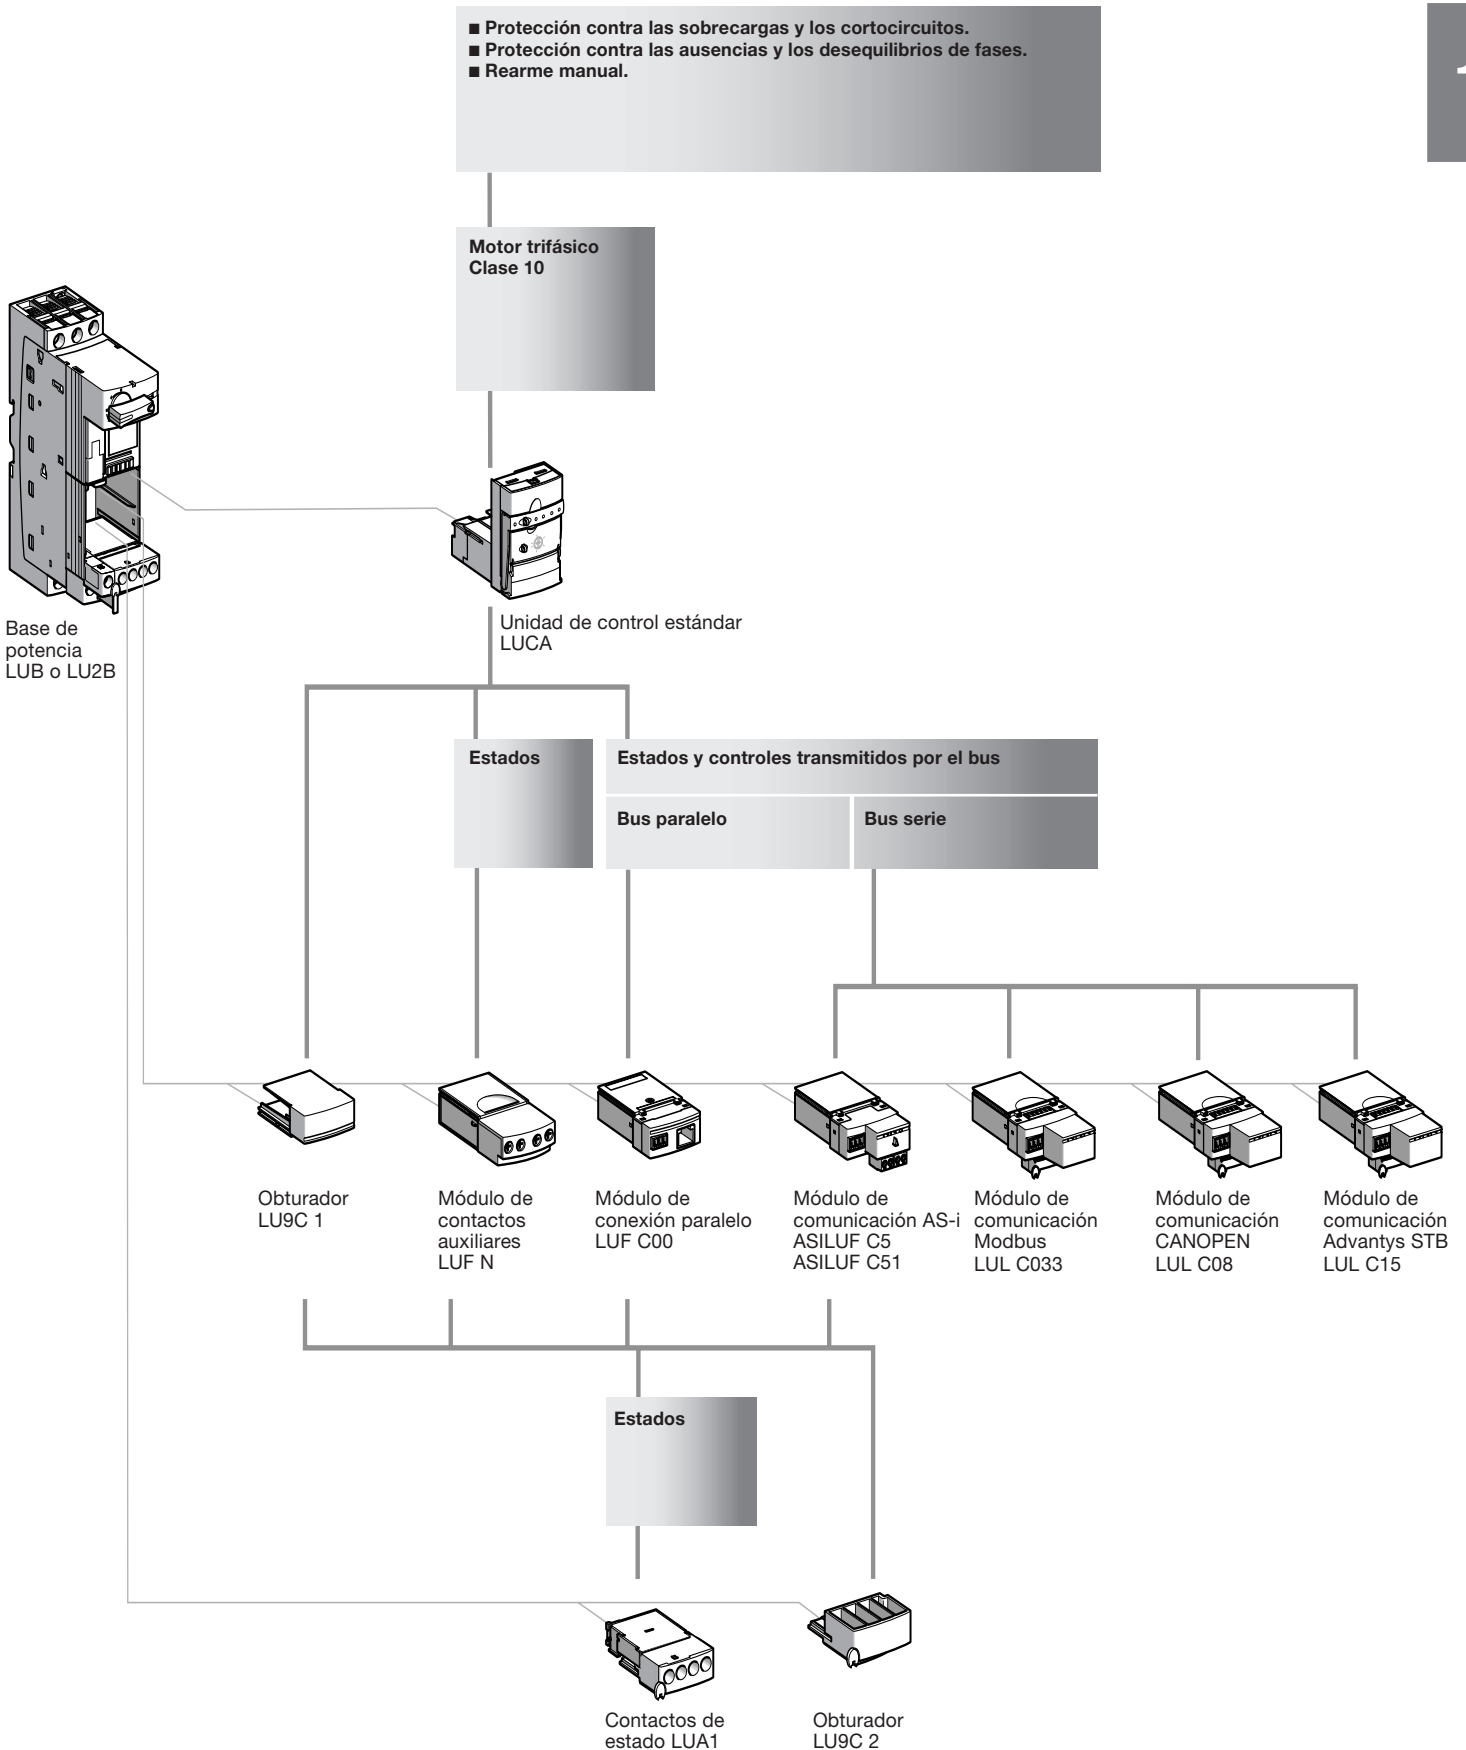 ■ Protección contra las sobrecargas y los cortocircuitos.
■ Protección contra las ausencias y los desequilibrios de fases.
■ Rearme manual.
Motor trifásico
Clase 10
Base de
potencia
LUB o LU2B
Unidad de control estándar
LUCA
Estados
Estados y controles transmitidos por el bus
Bus paralelo
Bus serie
Obturador
LU9C 1
Módulo de
contactos
auxiliares
LUF N
Módulo de
conexión paralelo
LUF C00
Módulo de
comunicación AS-i
ASILUF C5
ASILUF C51
Módulo de
comunicación
Modbus
LUL C033
Módulo de
comunicación
CANOPEN
LUL C08
Módulo de
comunicación
Advantys STB
LUL C15
Estados
Contactos de
estado LUA1
Obturador
LU9C 2